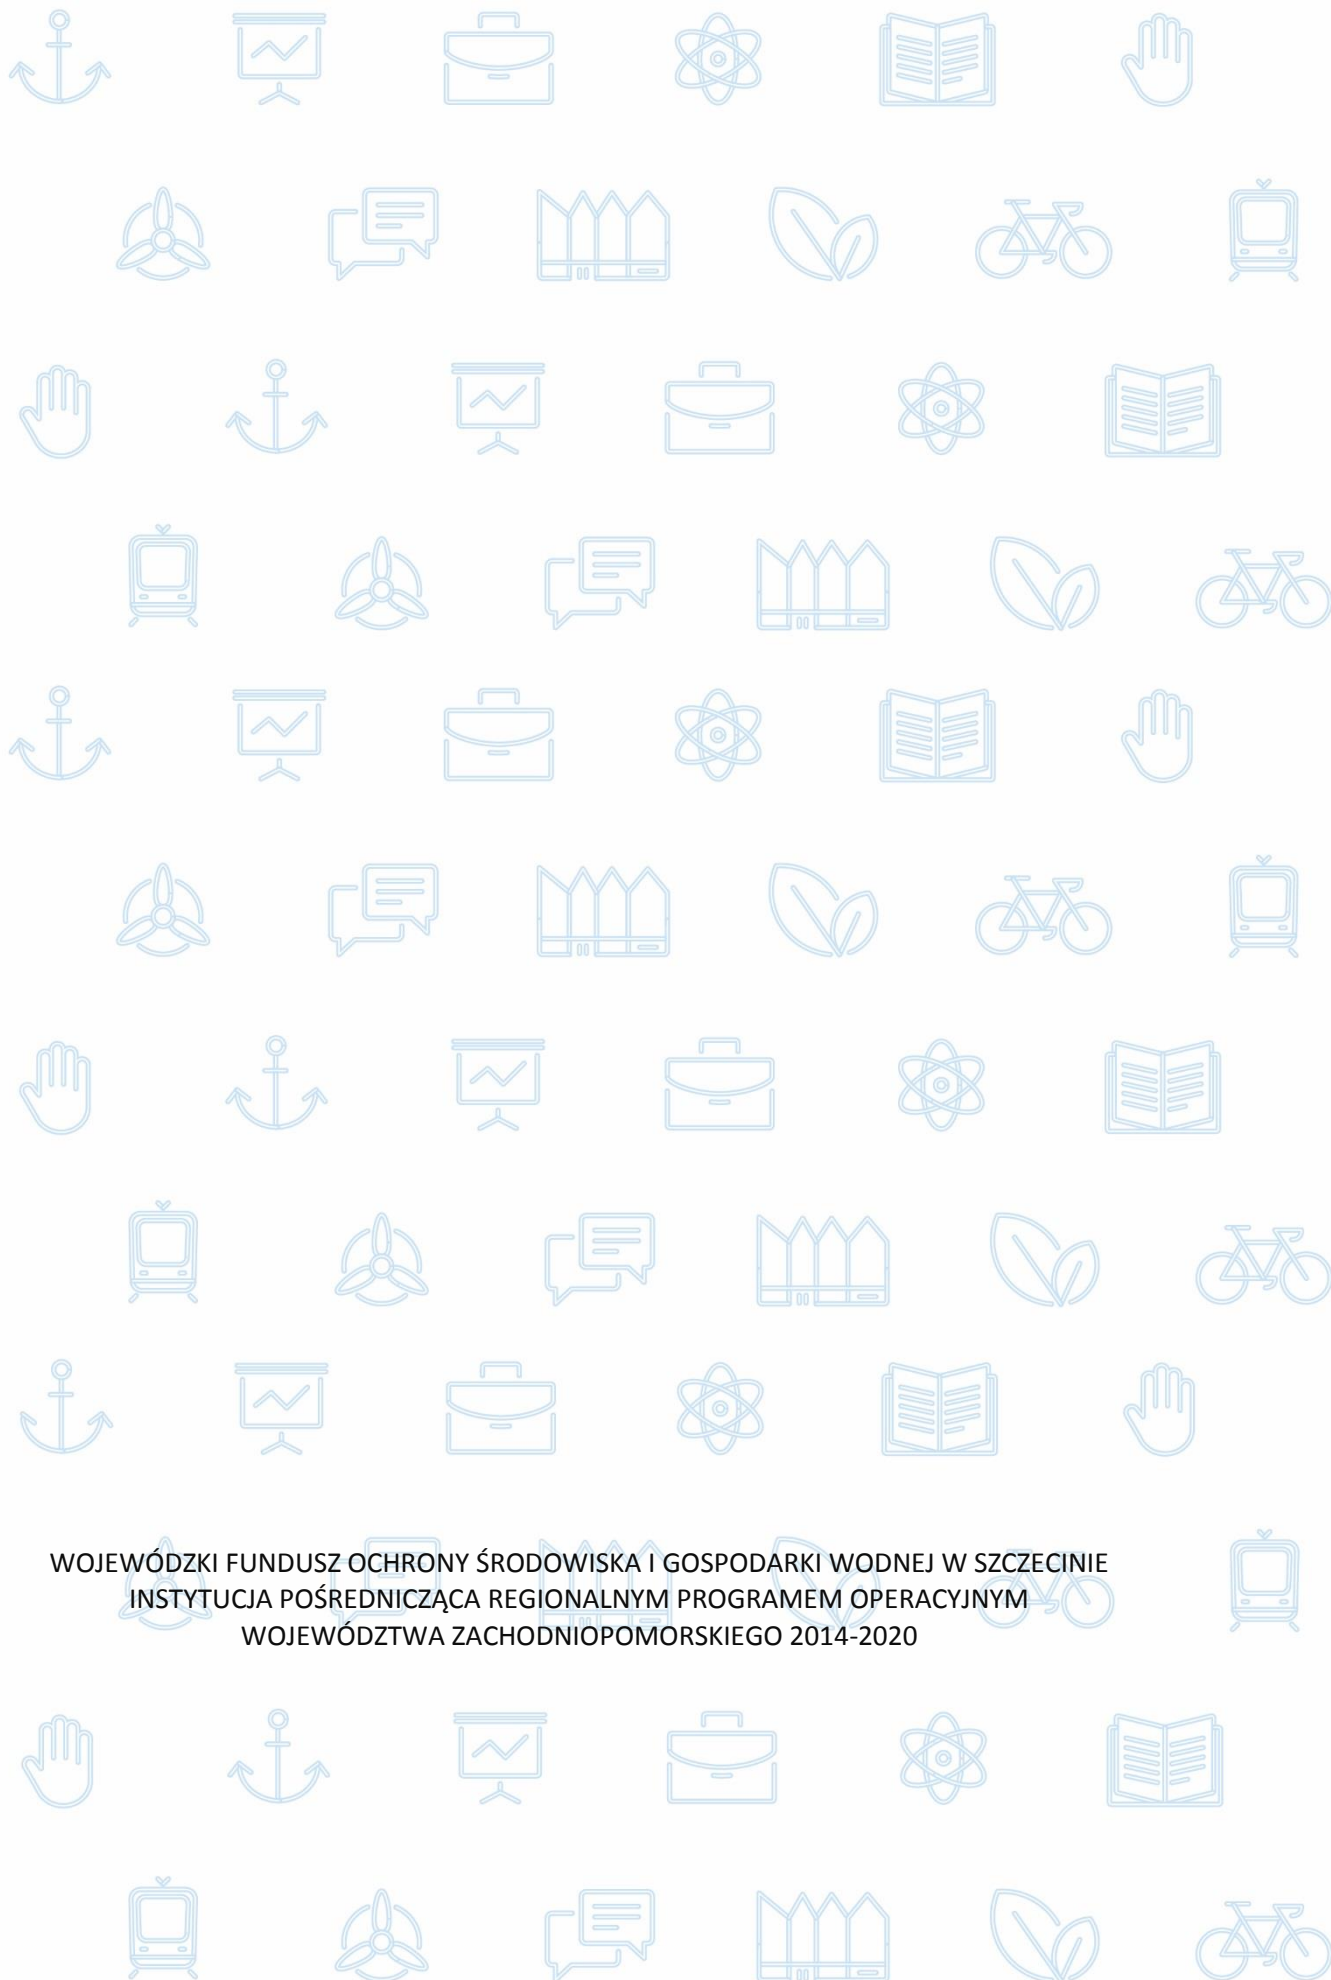 WOJEWÓDZKI FUNDUSZ OCHRONY ŚRODOWISKA I GOSPODARKI WODNEJ W SZCZECINIE
INSTYTUCJA POŚREDNICZĄCA REGIONALNYM PROGRAMEM OPERACYJNYM
WOJEWÓDZTWA ZACHODNIOPOMORSKIEGO 2014-2020